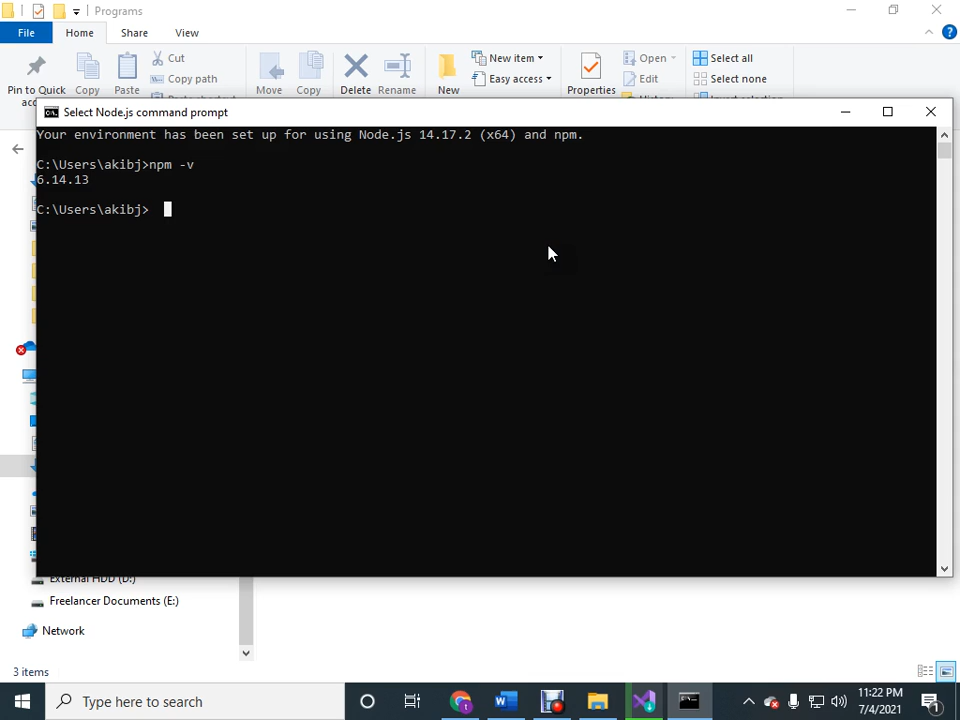 Programs
File
Home
Share
View
Pin to Quick
Copy
Paste
Cut
Copy path
Move
Copy
Delete
Rename
New
New item
Easy access
Properties
Open
Edit
Select all
Select none
Select Node.js command prompt
Your environment has been set up for using Node.js 14.17.2 (x64) and npm.
C:\Users\akibj>npm -v
6.14.13
C:\Users\akibj>
External HDD (D:)
Freelancer Documents (E:)
Network
3 items
Type here to search
11:22 PM
7/4/2021